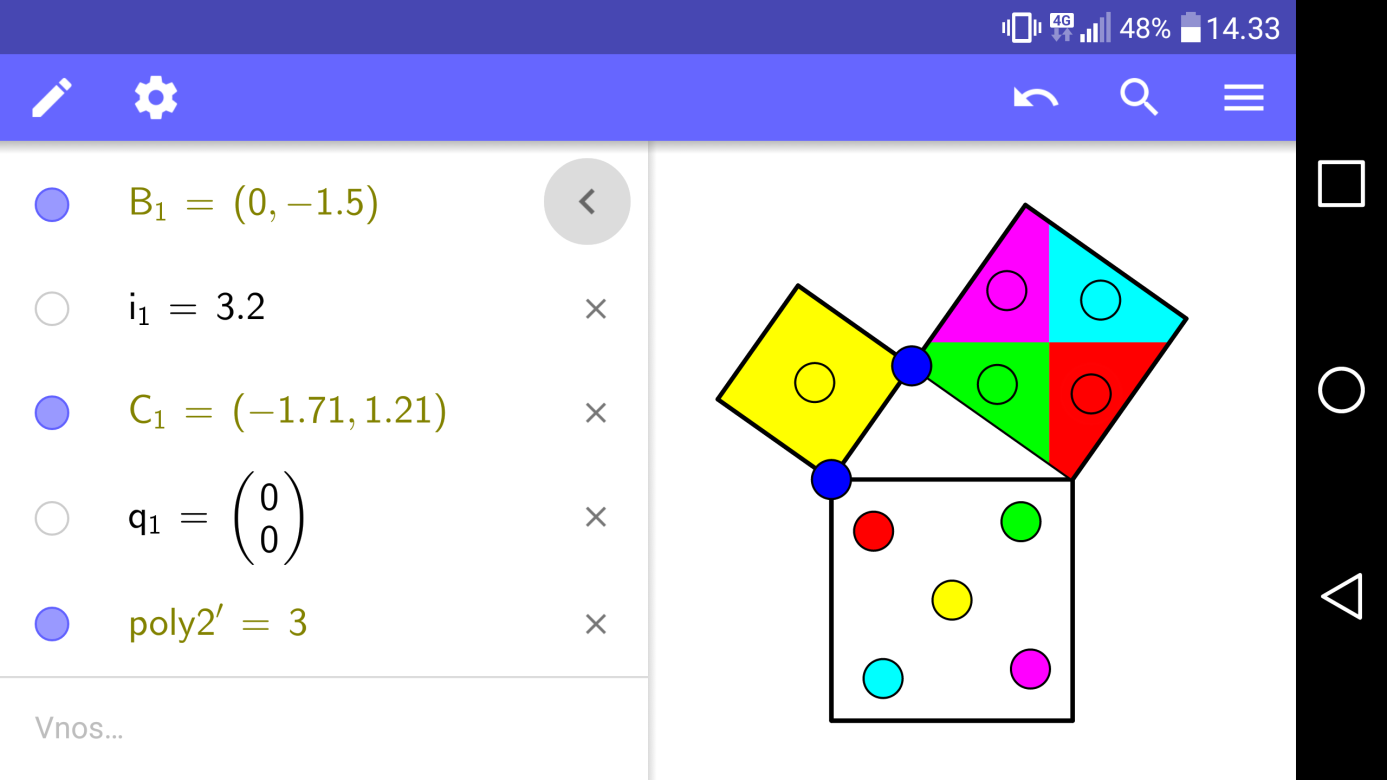 4G 48% 14.33
B₁ = (0, −1.5)
i₁ = 3.2
C₁ = (−1.71, 1.21)
q₁ = (0
0)
poly2′ = 3
Vnos...